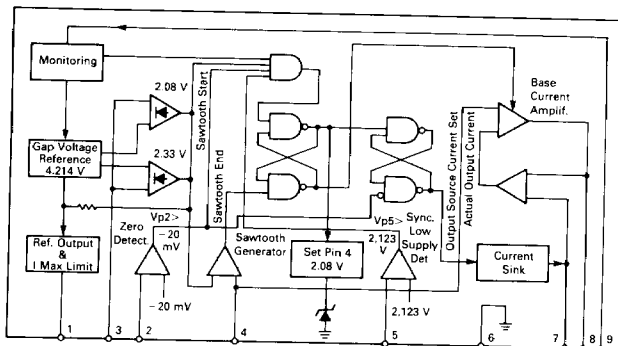 Monitoring
2.08 V
Gap Voltage
Reference
4.214 V
2.33 V
Ref. Output
&
I Max Limit
Zero
Detect.
Vp2>
-20
mV
-20 mV
Sawtooth Start
Sawtooth End
Sawtooth
Generator
Set Pin 4
2.08 V
Vp5>
2,123
V
Sync.
Low
Supply
Det
2,123
V
Output Source Current Set
Actual Output Current
Base
Current
Amplif.
Current
Sink
1
3
2
4
5
6
7
8
9